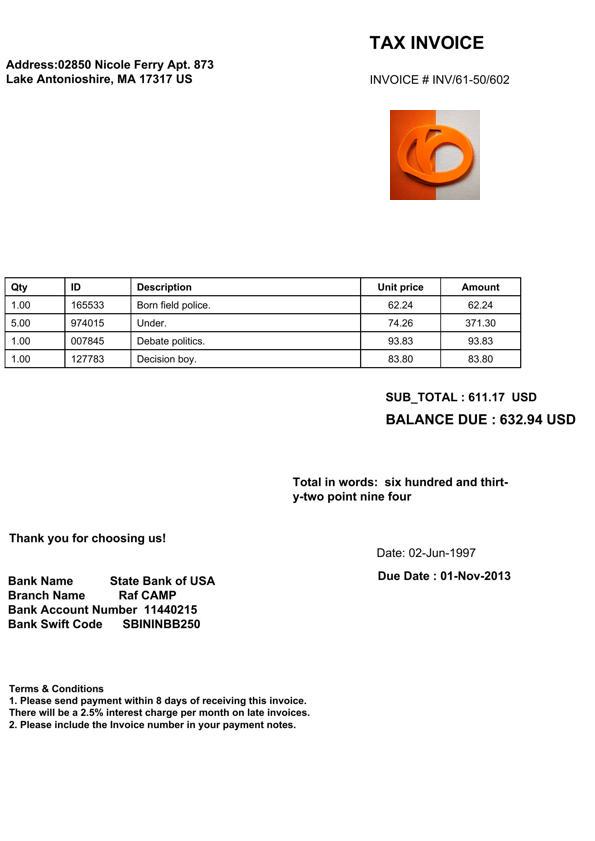 TAX INVOICE
Address:02850 Nicole Ferry Apt. 873
Lake Antonioshire, MA 17317 US
INVOICE # INV/61-50/602
Qty ID Description Unit price Amount
1.00 165533 Born field police. 62.24 62.24
5.00 974015 Under. 74.26 371.30
1.00 007845 Debate politics. 93.83 93.83
1.00 127783 Decision boy. 83.80 83.80
SUB_TOTAL : 611.17 USD
BALANCE DUE : 632.94 USD
Total in words: six hundred and thirt-
y-two point nine four
Thank you for choosing us!
Date: 02-Jun-1997
Due Date : 01-Nov-2013
Bank Name State Bank of USA
Branch Name Raf CAMP
Bank Account Number 11440215
Bank Swift Code SBININBB250
Terms & Conditions
1. Please send payment within 8 days of receiving this invoice.
There will be a 2.5% interest charge per month on late invoices.
2. Please include the Invoice number in your payment notes.